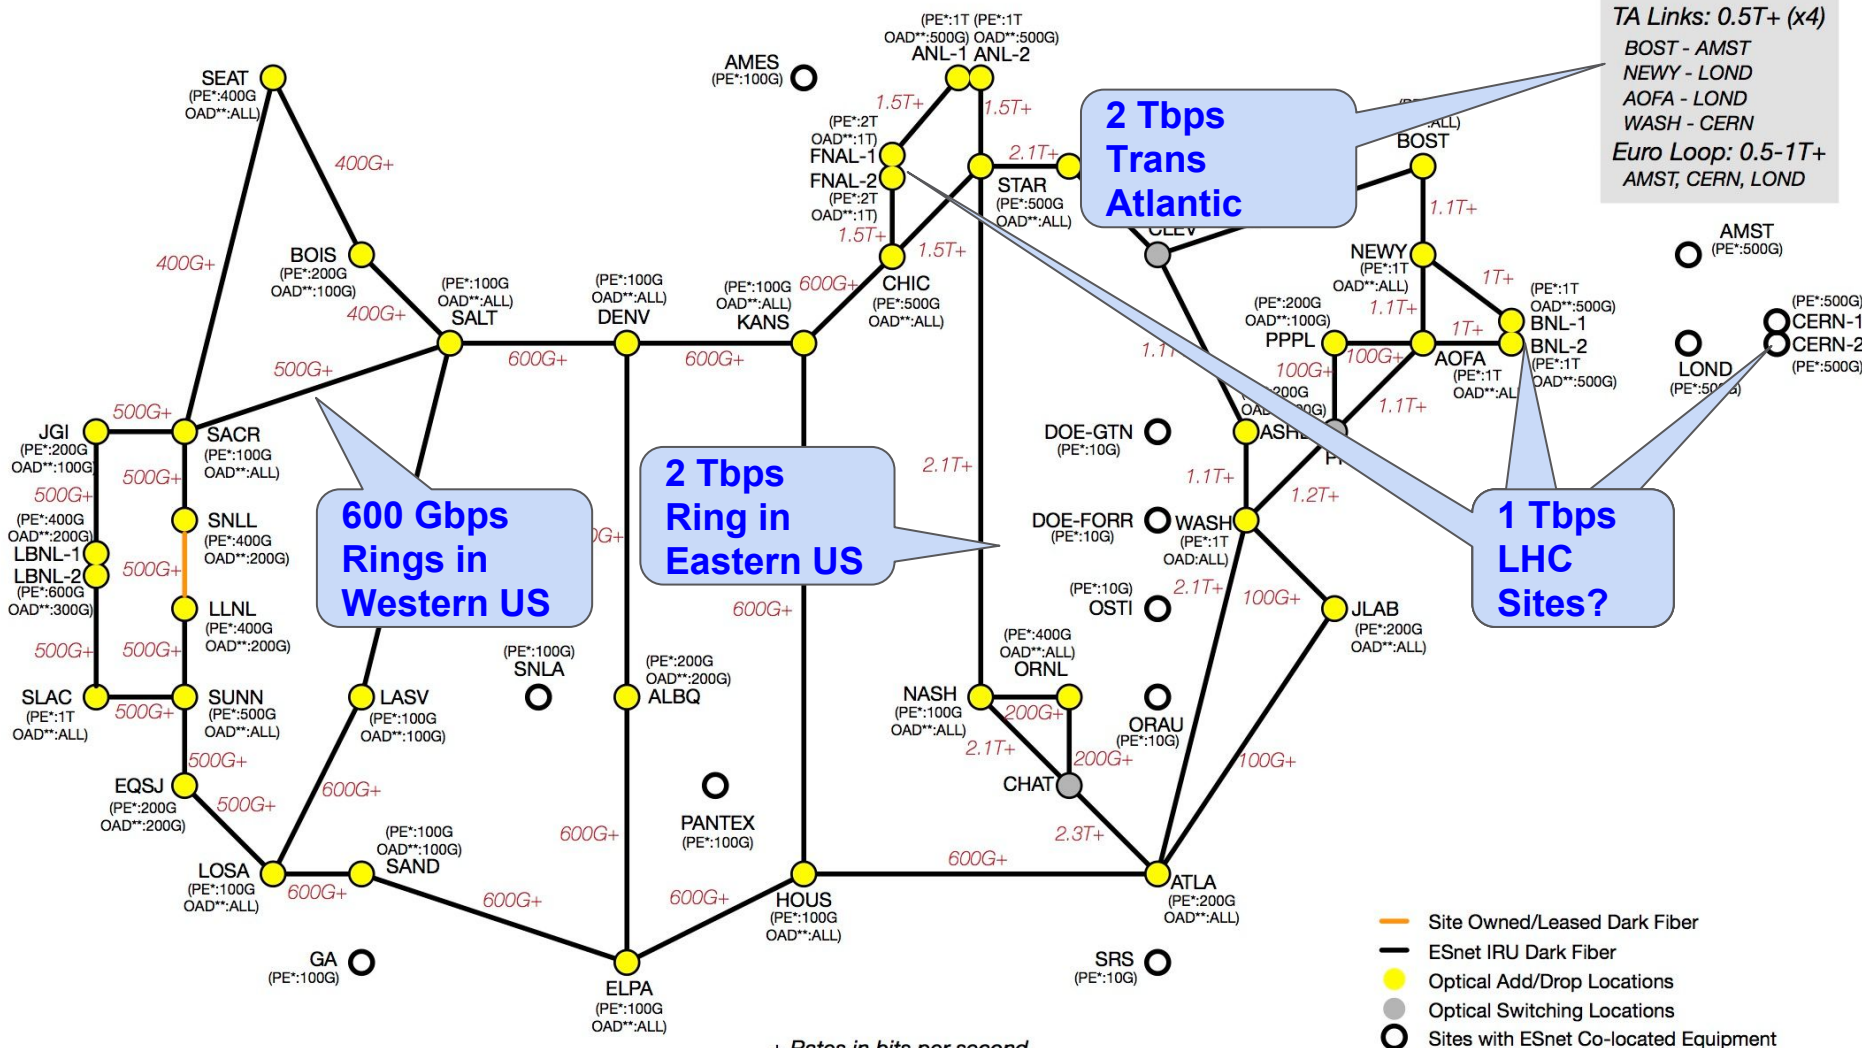 TA Links: 0.5T+ (x4)
BOST - AMST
NEWY - LOND
AOFA - LOND
WASH - CERN
Euro Loop: 0.5-1T+
AMST, CERN, LOND
(PE*:1T (PE*:1T
OAD**:500G) OAD**:500G)
ANL-1 ANL-2
AMES
(PE*:100G)
SEAT
(PE*:400G
OAD**:ALL)
1.5T+
1.5T+
(PE*:2T
OAD**:1T)
FNAL-1
FNAL-2
(PE*:2T
OAD**:1T)
1.5T+
2.1T+
STAR
(PE*:500G
OAD**:ALL)
2 Tbps
Trans
Atlantic
BOST
1.1T+
400G+
400G+
BOIS
(PE*:200G
OAD**:100G)
400G+
(PE*:100G
OAD**:ALL)
SALT
(PE*:100G
OAD**:ALL)
DENV
(PE*:100G
OAD**:ALL)
KANS
600G+
1.5T+
CHIC
(PE*:500G
OAD**:ALL)
CLEV
NEWY
(PE*:1T
OAD**:ALL)
1.1T+
1T+
(PE*:1T
OAD**:500G)
BNL-1
BNL-2
(PE*:1T
OAD**:500G)
1T+
AOFA
(PE*:1T
(PE*:200G
OAD**:100G)
PPPL
100G+
100G+
1.1T+
AMST
(PE*:500G)
LOND
(PE*:500G)
(PE*:500G)
CERN-1
CERN-2
(PE*:500G)
500G+
600G+
600G+
500G+
JGI
(PE*:200G
OAD**:100G)
SACR
(PE*:100G
OAD**:ALL)
500G+
500G+
(PE*:400G
OAD**:200G)
LBNL-1
LBNL-2
(PE*:600G
OAD**:300G)
SNLL
(PE*:400G
OAD**:200G)
500G+
LLNL
(PE*:400G
OAD**:200G)
500G+
500G+
600 Gbps
Rings in
Western US
2 Tbps
Ring in
Eastern US
2.1T+
DOE-GTN
(PE*:10G)
1.1T+
1.2T+
DOE-FORR
(PE*:10G)
WASH
(PE*:1T
OAD:ALL)
1 Tbps
LHC
Sites?
2.1T+
100G+
JLAB
(PE*:200G
OAD**:ALL)
(PE*:10G)
OSTI
600G+
SLAC
(PE*:1T
OAD**:ALL)
500G+
SUNN
(PE*:500G
OAD**:ALL)
LASV
(PE*:100G
OAD**:100G)
(PE*:100G)
SNLA
(PE*:200G
OAD**:200G)
ALBQ
(PE*:400G
OAD**:ALL)
ORNL
NASH
(PE*:100G
OAD**:ALL)
200G+
2.1T+
200G+
ORAU
(PE*:10G)
100G+
500G+
EQSJ
(PE*:200G
OAD**:200G)
500G+
600G+
CHAT
PANTEX
(PE*:100G)
600G+
2.3T+
(PE*:100G
OAD**:100G)
SAND
LOSA
(PE*:100G
OAD**:ALL)
600G+
600G+
600G+
600G+
HOUS
(PE*:100G
OAD**:ALL)
ATLA
(PE*:200G
OAD**:ALL)
GA
(PE*:100G)
ELPA
(PE*:100G
OAD**:ALL)
SRS
(PE*:10G)
Site Owned/Leased Dark Fiber
ESnet IRU Dark Fiber
Optical Add/Drop Locations
Optical Switching Locations
Sites with ESnet Co-located Equipment
+ Rates in bits per second